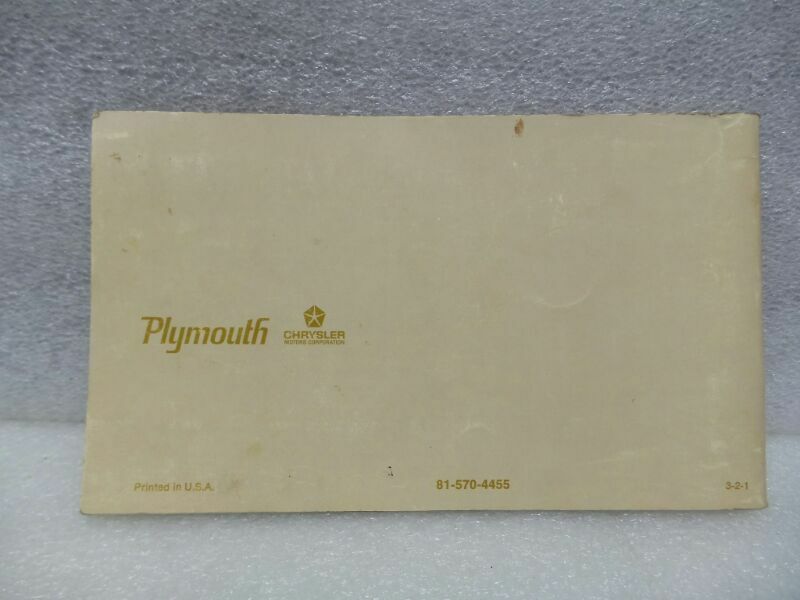 Plymouth
CHRYSLER
MOTORS CORPORATION
Printed in U.S.A.
81-570-4455
3-2-1